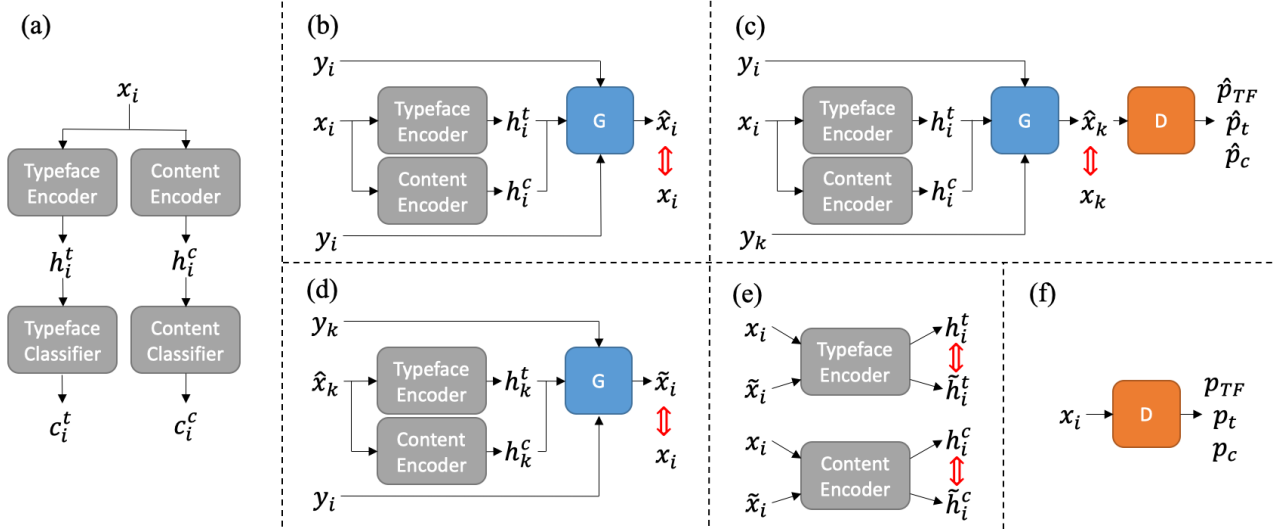 (a)
x_i
Typeface Encoder
Content Encoder
h_i^t
h_i^c
Typeface Classifier
Content Classifier
c_i^t
c_i^c
(b)
y_i
x_i
Typeface Encoder
h_i^t
Content Encoder
h_i^c
G
x̂_i
x_i
y_i
(c)
y_i
x_i
Typeface Encoder
h_i^t
Content Encoder
h_i^c
G
x̂_k
x_k
D
p̂_TF
p̂_t
p̂_c
y_k
(d)
y_k
x̂_k
Typeface Encoder
h_k^t
Content Encoder
h_k^c
G
x̃_i
x_i
y_i
(e)
x_i
x̃_i
Typeface Encoder
h_i^t
h̃_i^t
x_i
x̃_i
Content Encoder
h_i^c
h̃_i^c
(f)
x_i
D
p_TF
p_t
p_c